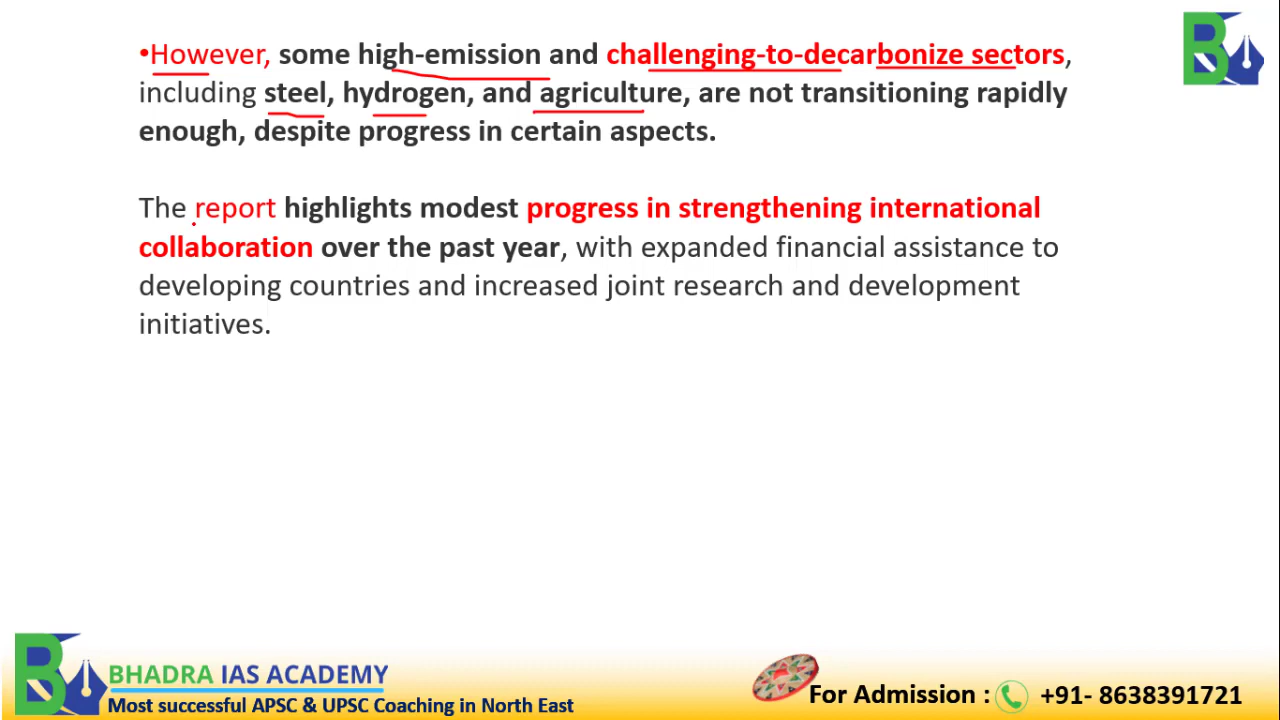 •However, some high-emission and challenging-to-decarbonize sectors,
including steel, hydrogen, and agriculture, are not transitioning rapidly
enough, despite progress in certain aspects.
The report highlights modest progress in strengthening international
collaboration over the past year, with expanded financial assistance to
developing countries and increased joint research and development
initiatives.
BHADRA IAS ACADEMY
Most successful APSC & UPSC Coaching in North East
For Admission : +91- 8638391721